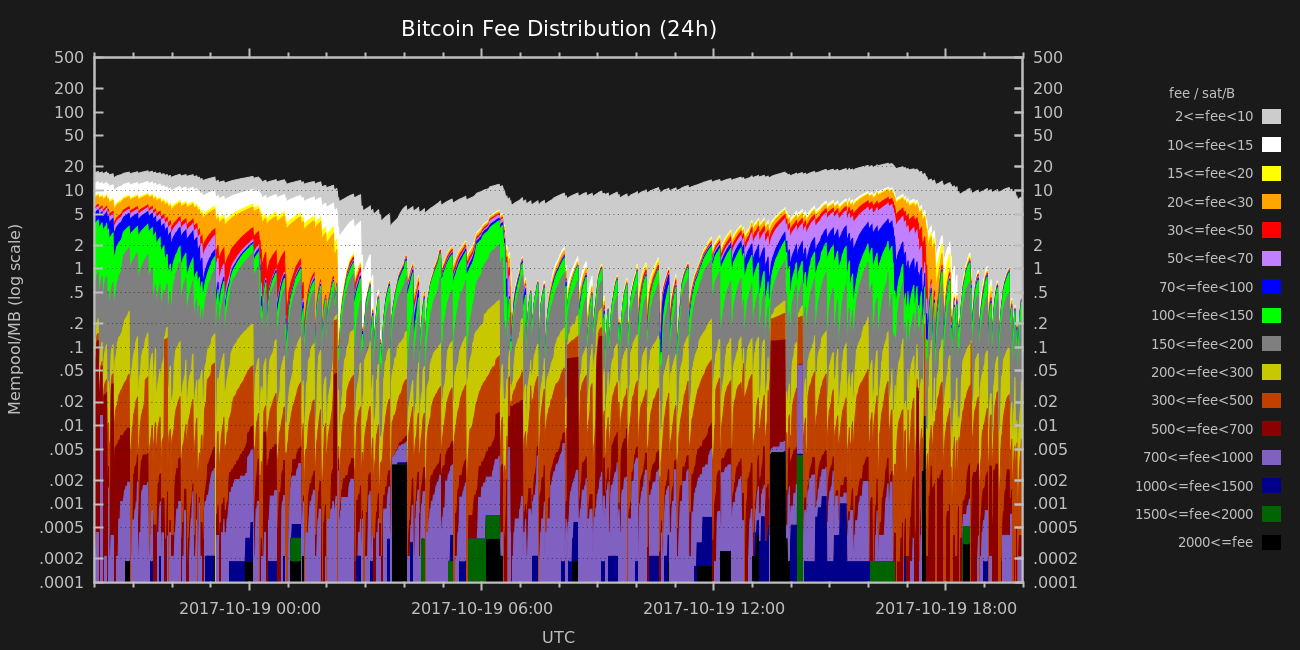 Bitcoin Fee Distribution (24h)
500
200
100
50
20
10
5
2
1
.5
.2
.1
.05
.02
.01
.005
.002
.001
.0005
.0002
.0001
Mempool/MB (log scale)
500
200
100
50
20
10
5
2
1
.5
.2
.1
.05
.02
.01
.005
.002
.001
.0005
.0002
.0001
2017-10-19 00:00
2017-10-19 06:00
2017-10-19 12:00
2017-10-19 18:00
UTC
fee / sat/B
2<=fee<10
10<=fee<15
15<=fee<20
20<=fee<30
30<=fee<50
50<=fee<70
70<=fee<100
100<=fee<150
150<=fee<200
200<=fee<300
300<=fee<500
500<=fee<700
700<=fee<1000
1000<=fee<1500
1500<=fee<2000
2000<=fee